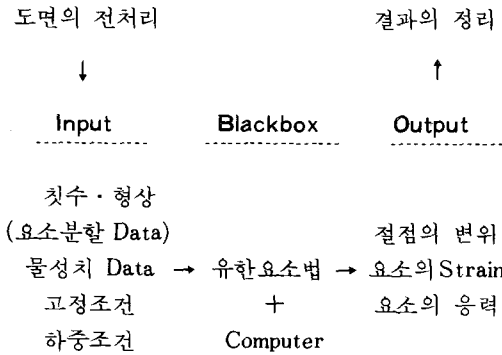 도면의 전처리 결과의 정리
↓ ↑
Input Blackbox Output
칫수 · 형상
(요소분할 Data) 절점의 변위
물성치 Data → 유한요소법 → 요소의 Strain
고정조건 + 요소의 응력
하중조건 Computer